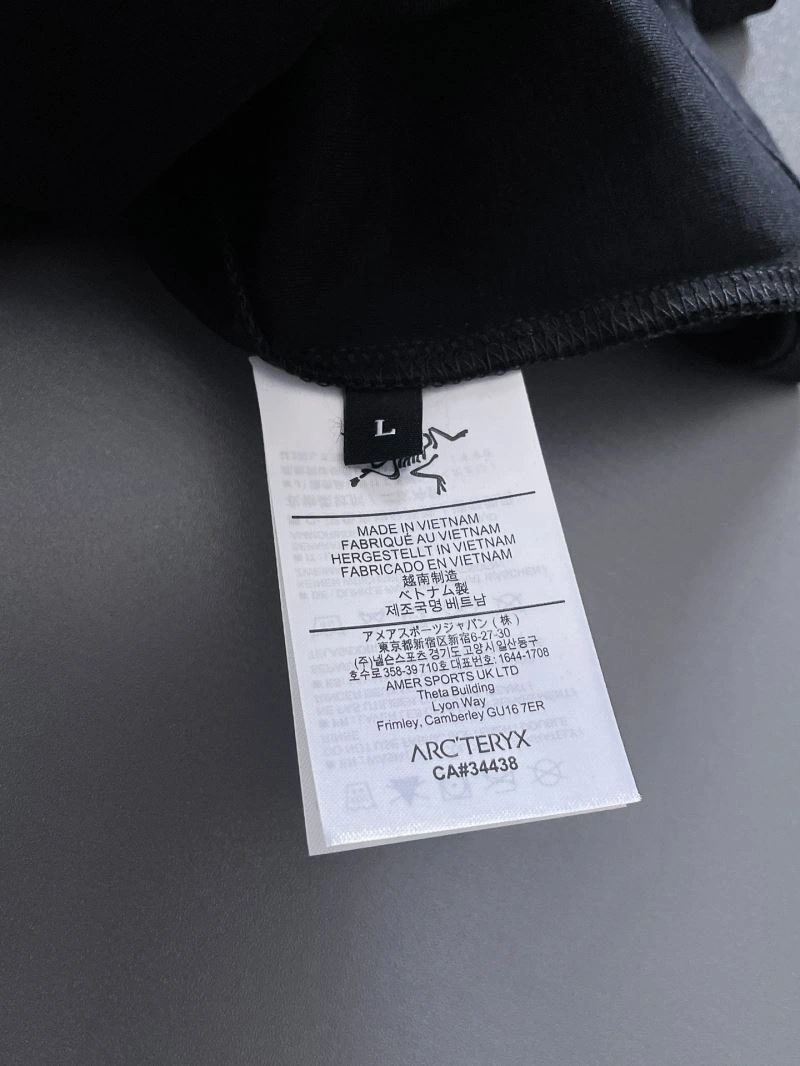 L
MADE IN VIETNAM
FABRIQUÉ AU VIETNAM
HERGESTELLT IN VIETNAM
FABRICADO EN VIETNAM
越南制造
ベトナム製
제조국명 베트남
アメアスポーツジャパン（株）
東京都新宿区新宿6-27-30
(주)넬슨스포츠 경기도 고양시 일산동구
호수로 358-39 710호 대표번호: 1644-1708
AMER SPORTS UK LTD
Theta Building
Lyon Way
Frimley, Camberley GU16 7ER
ARC'TERYX
CA#34438